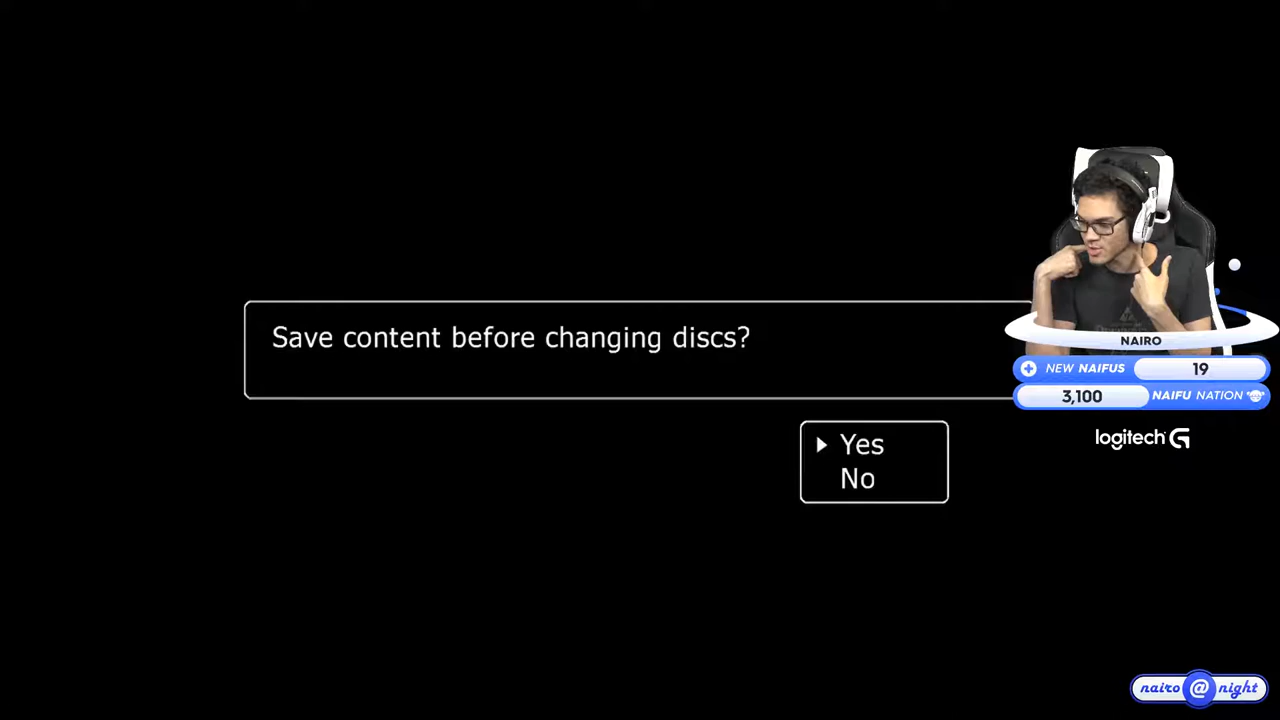 Save content before changing discs?
Yes
No
NAIRO
NEW NAIFUS 19
3,100 NAIFU NATION
logitech G
nairo @ night